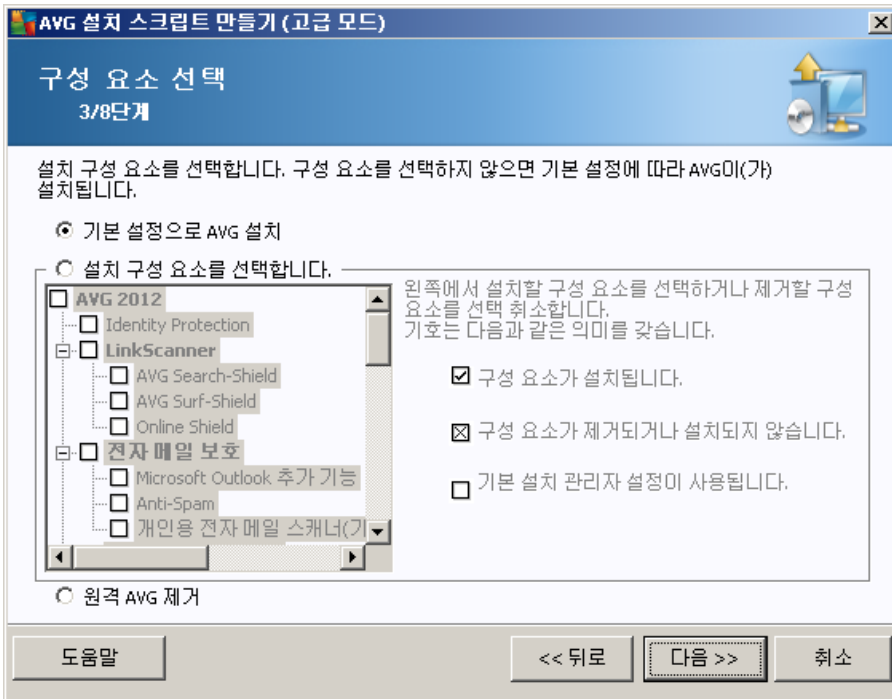 AVG 설치 스크립트 만들기 (고급 모드)
구성 요소 선택
3/8단계
설치 구성 요소를 선택합니다. 구성 요소를 선택하지 않으면 기본 설정에 따라 AVG이(가)
설치됩니다.
기본 설정으로 AVG 설치
설치 구성 요소를 선택합니다.
AVG 2012
Identity Protection
LinkScanner
AVG Search-Shield
AVG Surf-Shield
Online Shield
전자 메일 보호
Microsoft Outlook 추가 기능
Anti-Spam
개인용 전자 메일 스캐너(기
왼쪽에서 설치할 구성 요소를 선택하거나 제거할 구성
요소를 선택 취소합니다.
기호는 다음과 같은 의미를 갖습니다.
구성 요소가 설치됩니다.
구성 요소가 제거되거나 설치되지 않습니다.
기본 설치 관리자 설정이 사용됩니다.
원격 AVG 제거
도움말
<< 뒤로
다음 >>
취소